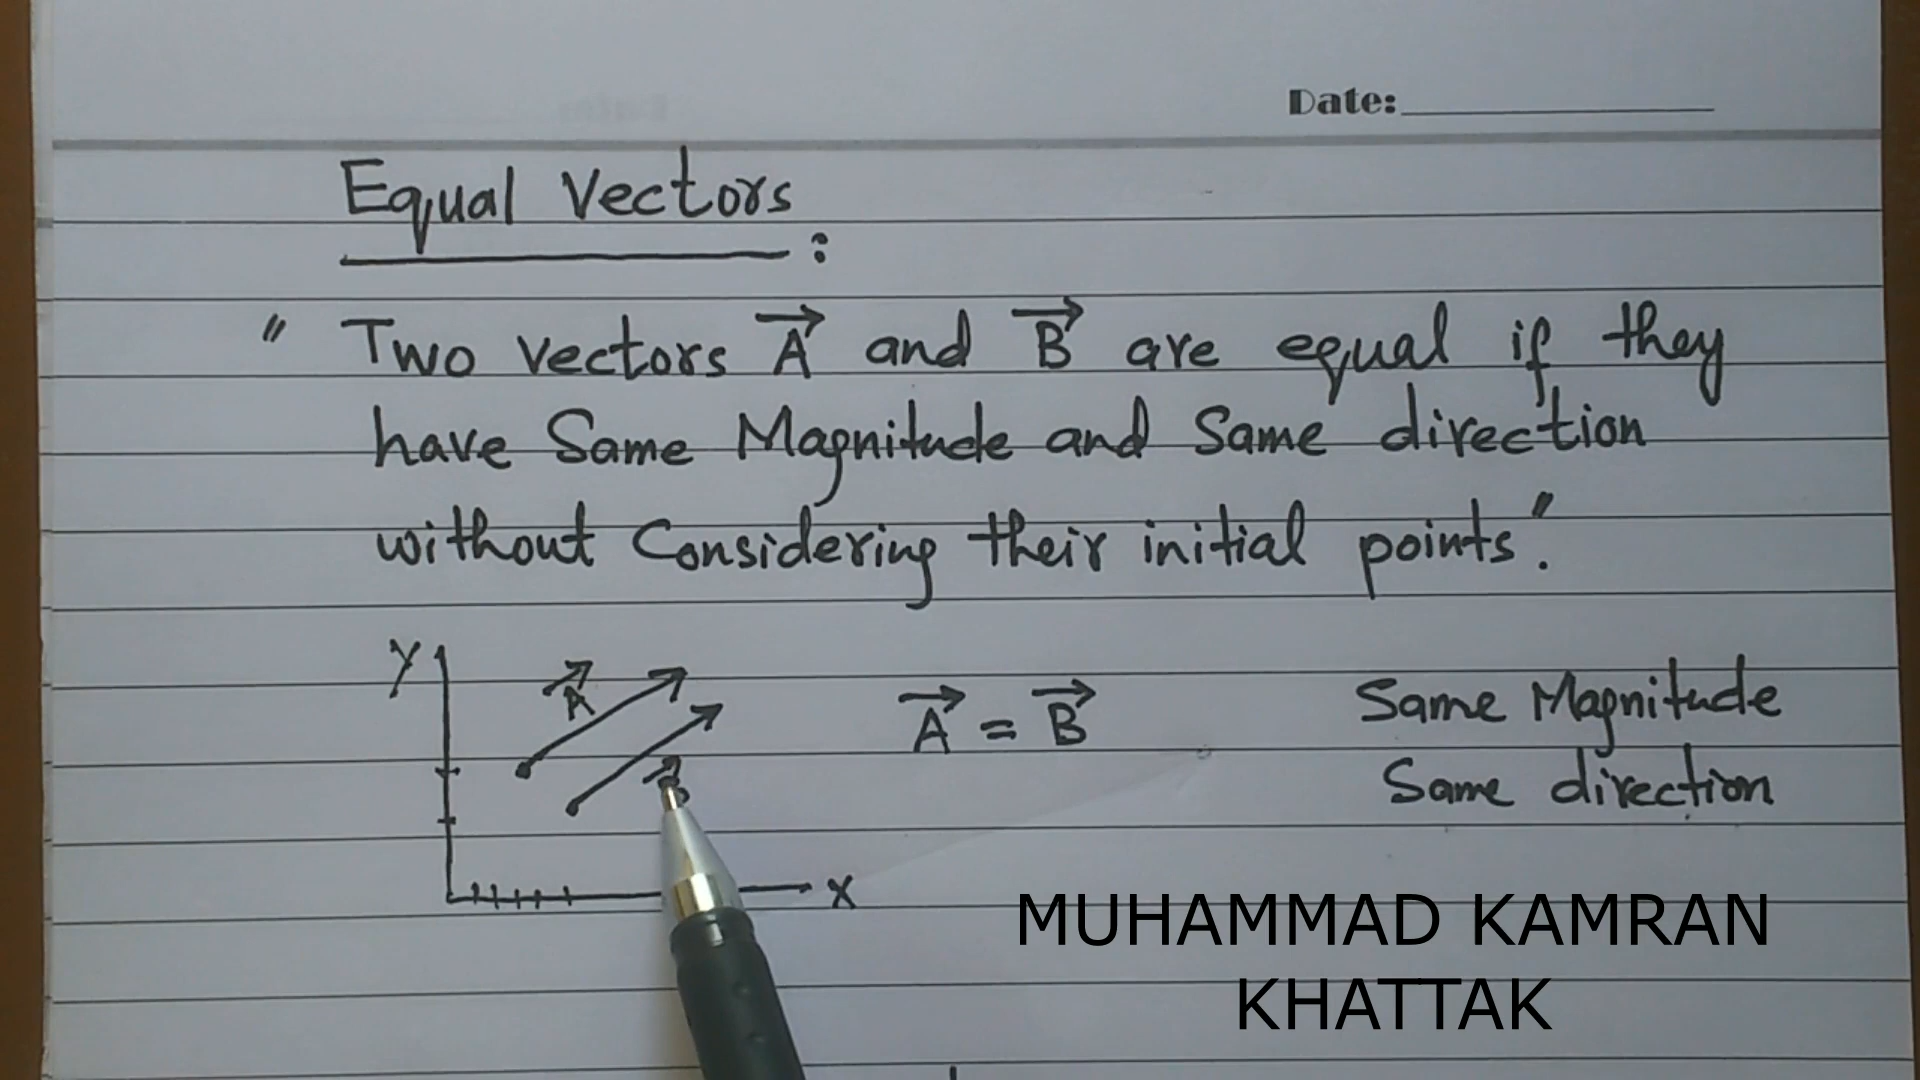 Date:
Equal Vectors :
" Two vectors A and B are equal if they
have Same Magnitude and Same direction
without Considering their initial points".
Y
A
B
X
A = B
Same Magnitude
Same direction
MUHAMMAD KAMRAN
KHATTAK